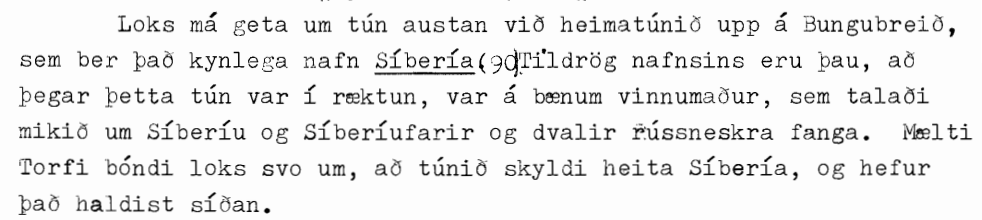 Loks má geta um tún austan við heimatúnið upp á Bungubreið,
sem ber það kynlega nafn Síbería(90)Tildrög nafnsins eru þau, að
þegar þetta tún var í ræktun, var á bænum vinnumaður, sem talaði
mikið um Síberíu og Síberíufarir og dvalir rússneskra fanga. Mælti
Torfi bóndi loks svo um, að túnið skyldi heita Síbería, og hefur
það haldist síðan.